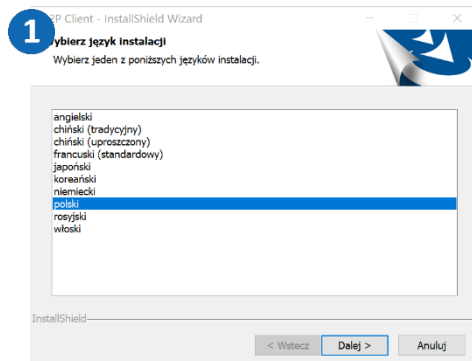 1
P Client - InstallShield Wizard
ybierz język instalacji
Wybierz jeden z poniższych języków instalacji.
angielski
chiński (tradycyjny)
chiński (uproszczony)
francuski (standardowy)
japoński
koreański
niemiecki
polski
rosyjski
włoski
InstallShield
< Wstecz Dalej > Anuluj